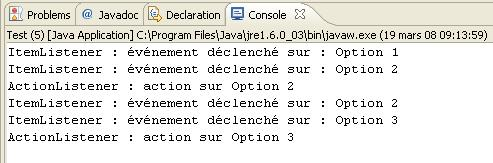 Problems @ Javadoc Declaration Console
Test (5) [Java Application] C:\Program Files\Java\jre1.6.0_03\bin\javaw.exe (19 mars 08 09:13:59)
ItemListener : événement déclenché sur : Option 1
ItemListener : événement déclenché sur : Option 2
ActionListener : action sur Option 2
ItemListener : événement déclenché sur : Option 2
ItemListener : événement déclenché sur : Option 3
ActionListener : action sur Option 3